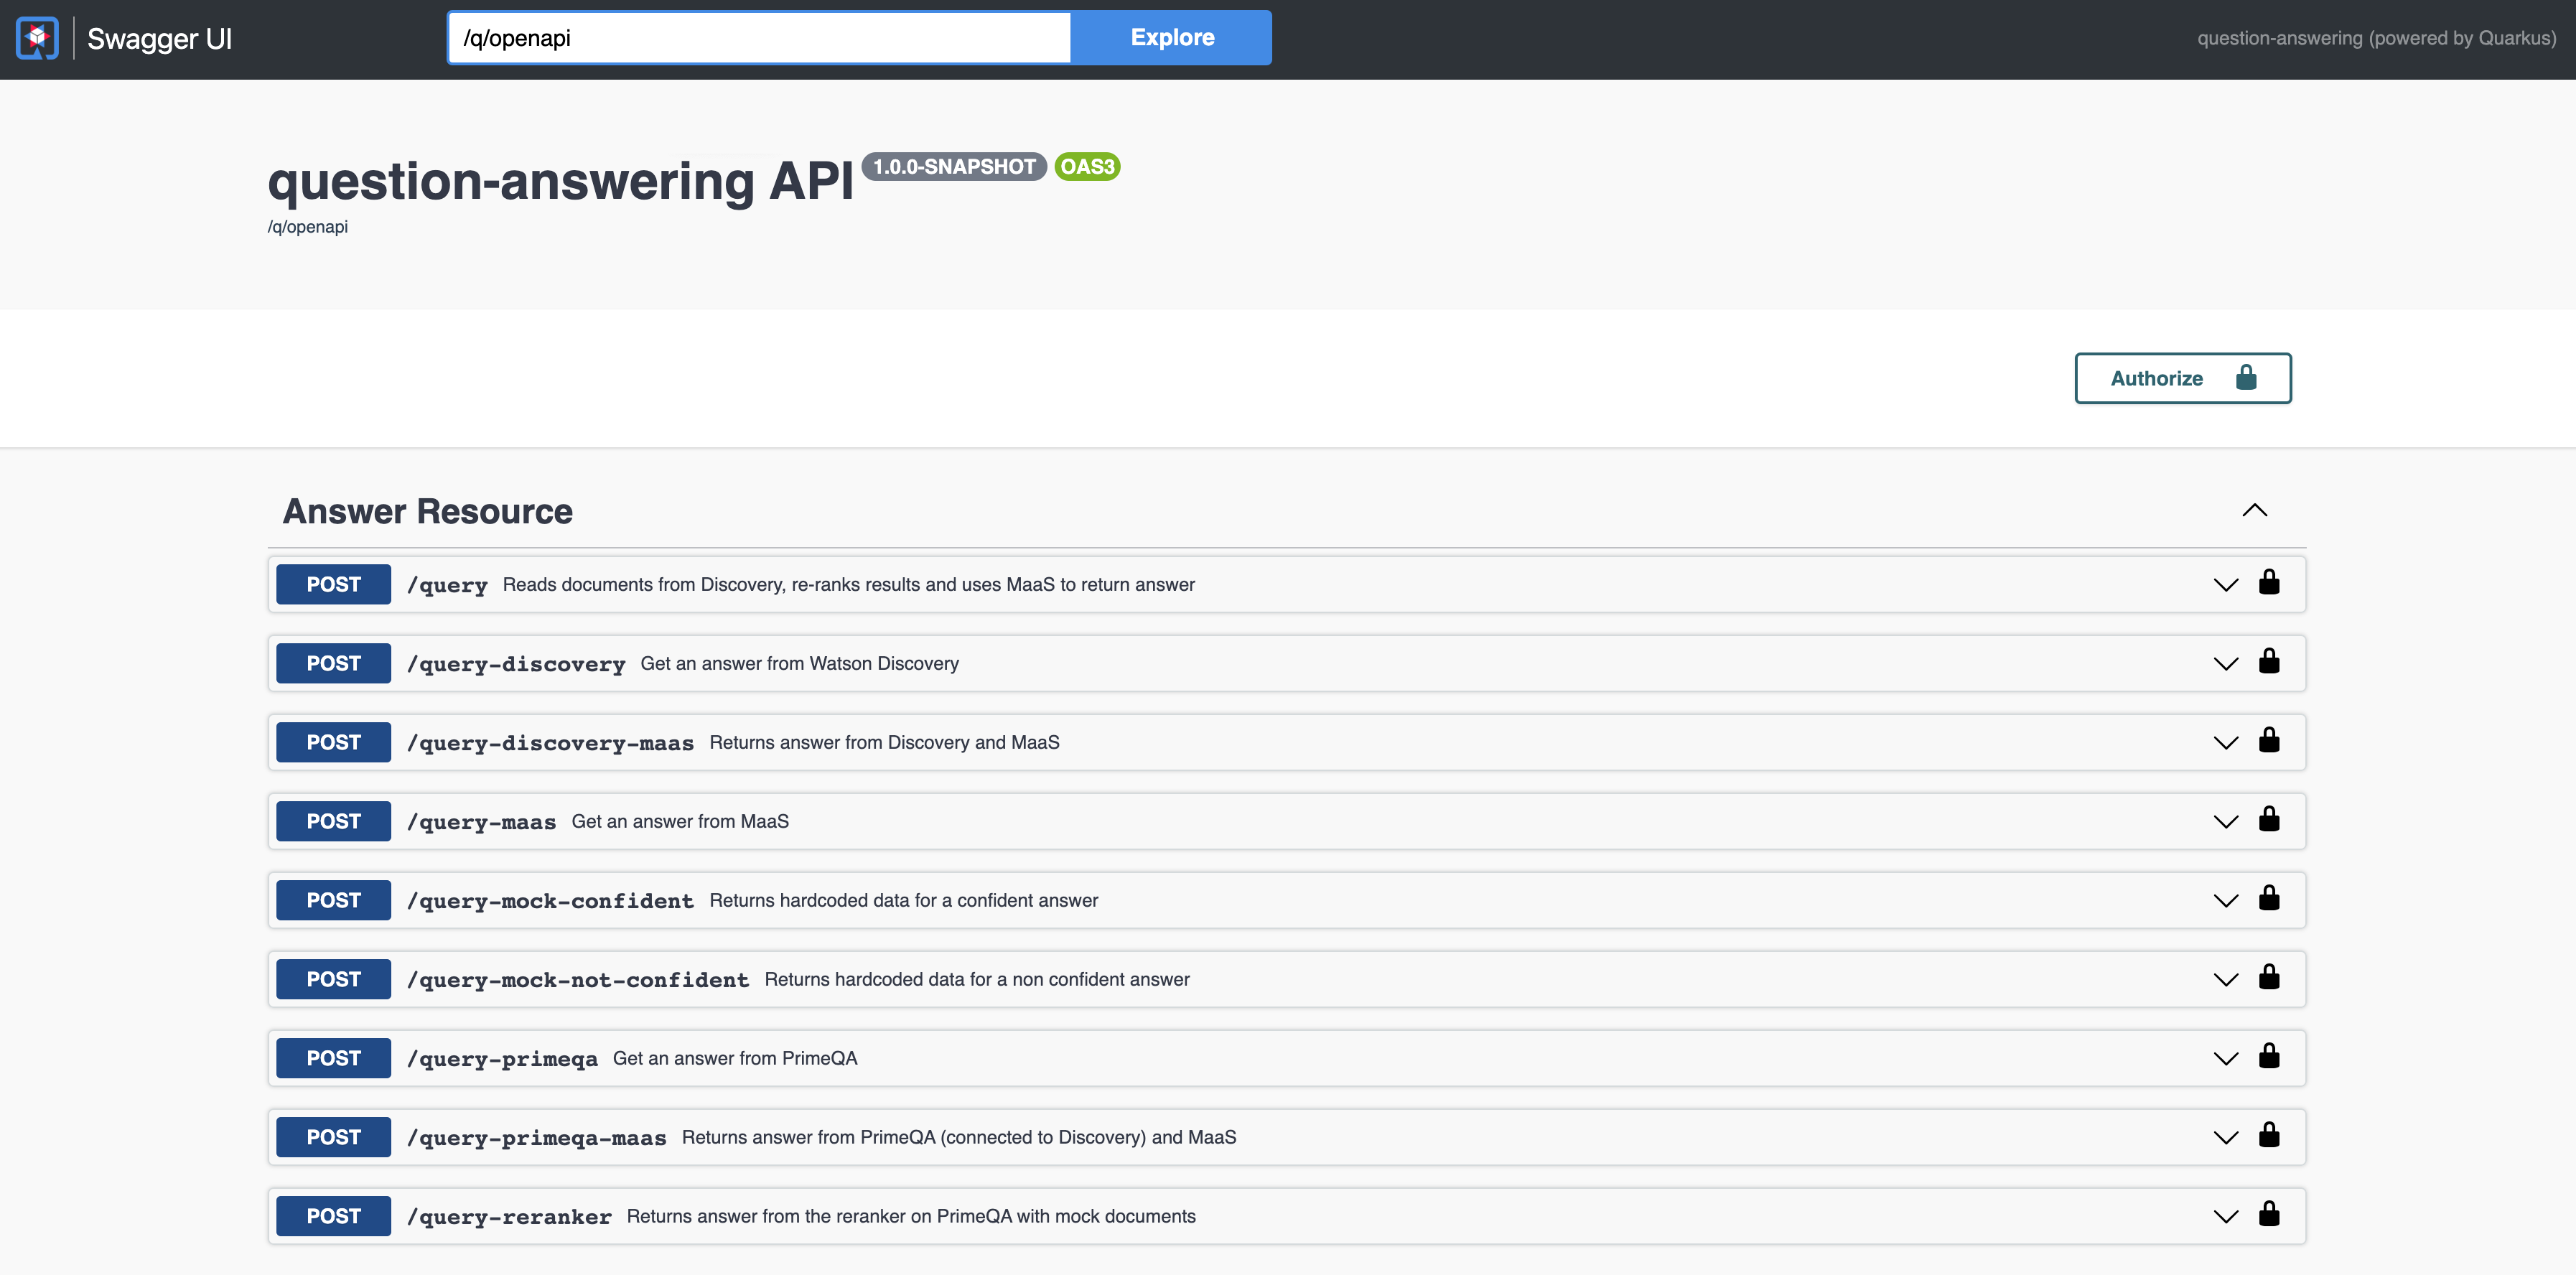 Swagger UI
/q/openapi
Explore
question-answering (powered by Quarkus)
question-answering API 1.0.0-SNAPSHOT OAS3
/q/openapi
Authorize
Answer Resource
POST /query Reads documents from Discovery, re-ranks results and uses MaaS to return answer
POST /query-discovery Get an answer from Watson Discovery
POST /query-discovery-maas Returns answer from Discovery and MaaS
POST /query-maas Get an answer from MaaS
POST /query-mock-confident Returns hardcoded data for a confident answer
POST /query-mock-not-confident Returns hardcoded data for a non confident answer
POST /query-primeqa Get an answer from PrimeQA
POST /query-primeqa-maas Returns answer from PrimeQA (connected to Discovery) and MaaS
POST /query-reranker Returns answer from the reranker on PrimeQA with mock documents